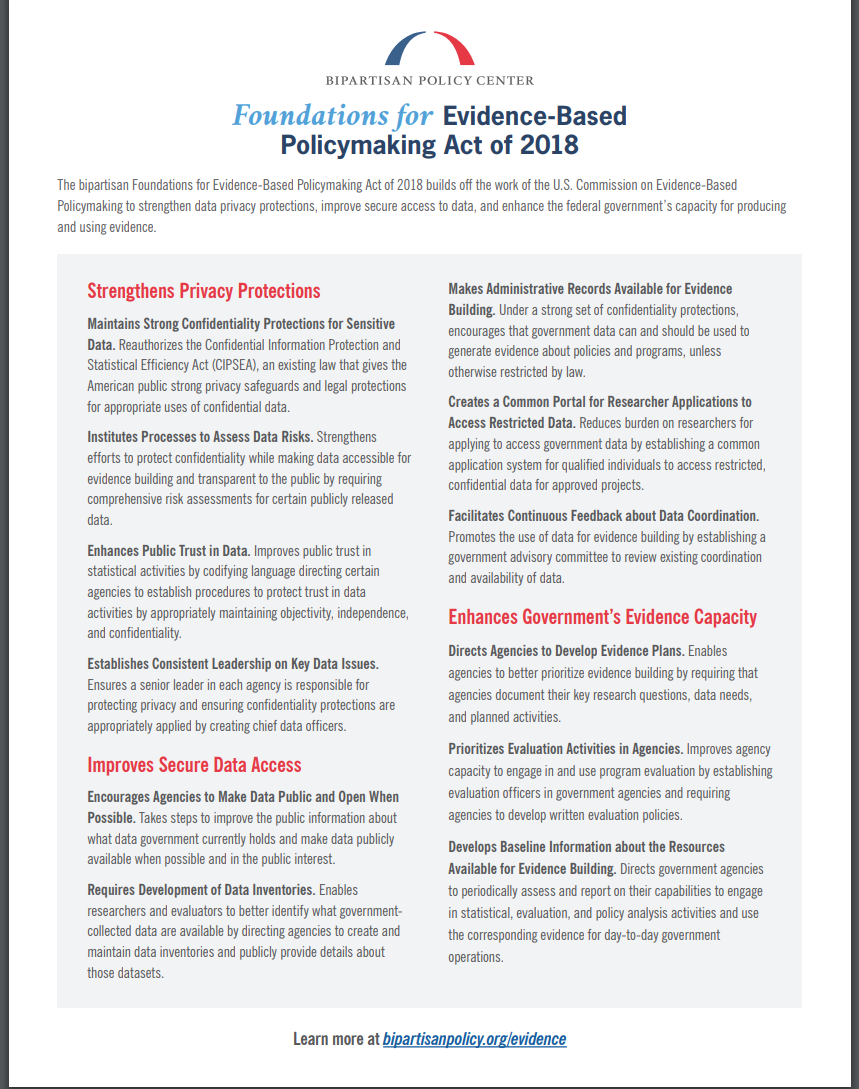 BIPARTISAN POLICY CENTER
Foundations for Evidence-Based
Policymaking Act of 2018
The bipartisan Foundations for Evidence-Based Policymaking Act of 2018 builds off the work of the U.S. Commission on Evidence-Based
Policymaking to strengthen data privacy protections, improve secure access to data, and enhance the federal government's capacity for producing
and using evidence.
Strengthens Privacy Protections
Maintains Strong Confidentiality Protections for Sensitive
Data. Reauthorizes the Confidential Information Protection and
Statistical Efficiency Act (CIPSEA), an existing law that gives the
American public strong privacy safeguards and legal protections
for appropriate uses of confidential data.
Institutes Processes to Assess Data Risks. Strengthens
efforts to protect confidentiality while making data accessible for
evidence building and transparent to the public by requiring
comprehensive risk assessments for certain publicly released
data.
Enhances Public Trust in Data. Improves public trust in
statistical activities by codifying language directing certain
agencies to establish procedures to protect trust in data
activities by appropriately maintaining objectivity, independence,
and confidentiality.
Establishes Consistent Leadership on Key Data Issues.
Ensures a senior leader in each agency is responsible for
protecting privacy and ensuring confidentiality protections are
appropriately applied by creating chief data officers.
Improves Secure Data Access
Encourages Agencies to Make Data Public and Open When
Possible. Takes steps to improve the public information about
what data government currently holds and make data publicly
available when possible and in the public interest.
Requires Development of Data Inventories. Enables
researchers and evaluators to better identify what government-
collected data are available by directing agencies to create and
maintain data inventories and publicly provide details about
those datasets.
Makes Administrative Records Available for Evidence
Building. Under a strong set of confidentiality protections,
encourages that government data can and should be used to
generate evidence about policies and programs, unless
otherwise restricted by law.
Creates a Common Portal for Researcher Applications to
Access Restricted Data. Reduces burden on researchers for
applying to access government data by establishing a common
application system for qualified individuals to access restricted,
confidential data for approved projects.
Facilitates Continuous Feedback about Data Coordination.
Promotes the use of data for evidence building by establishing a
government advisory committee to review existing coordination
and availability of data.
Enhances Government's Evidence Capacity
Directs Agencies to Develop Evidence Plans. Enables
agencies to better prioritize evidence building by requiring that
agencies document their key research questions, data needs,
and planned activities.
Prioritizes Evaluation Activities in Agencies. Improves agency
capacity to engage in and use program evaluation by establishing
evaluation officers in government agencies and requiring
agencies to develop written evaluation policies.
Develops Baseline Information about the Resources
Available for Evidence Building. Directs government agencies
to periodically assess and report on their capabilities to engage
in statistical, evaluation, and policy analysis activities and use
the corresponding evidence for day-to-day government
operations.
Learn more at bipartisanpolicy.org/evidence